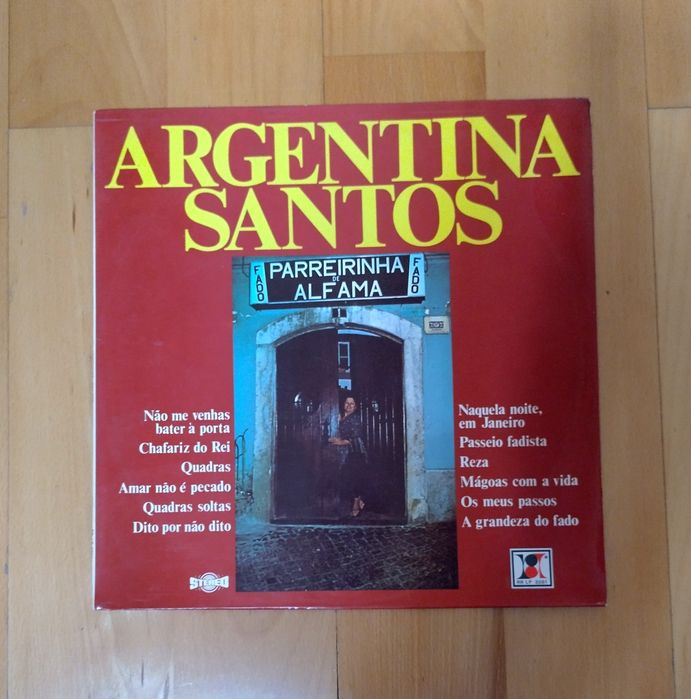 ARGENTINA
SANTOS
FADO
PARREIRINHA
DE
ALFAMA
FADO
Não me venhas
bater à porta
Chafariz do Rei
Quadras
Amar não é pecado
Quadras soltas
Dito por não dito
Naquela noite,
em Janeiro
Passeio fadista
Reza
Mágoas com a vida
Os meus passos
A grandeza do fado
STEREO